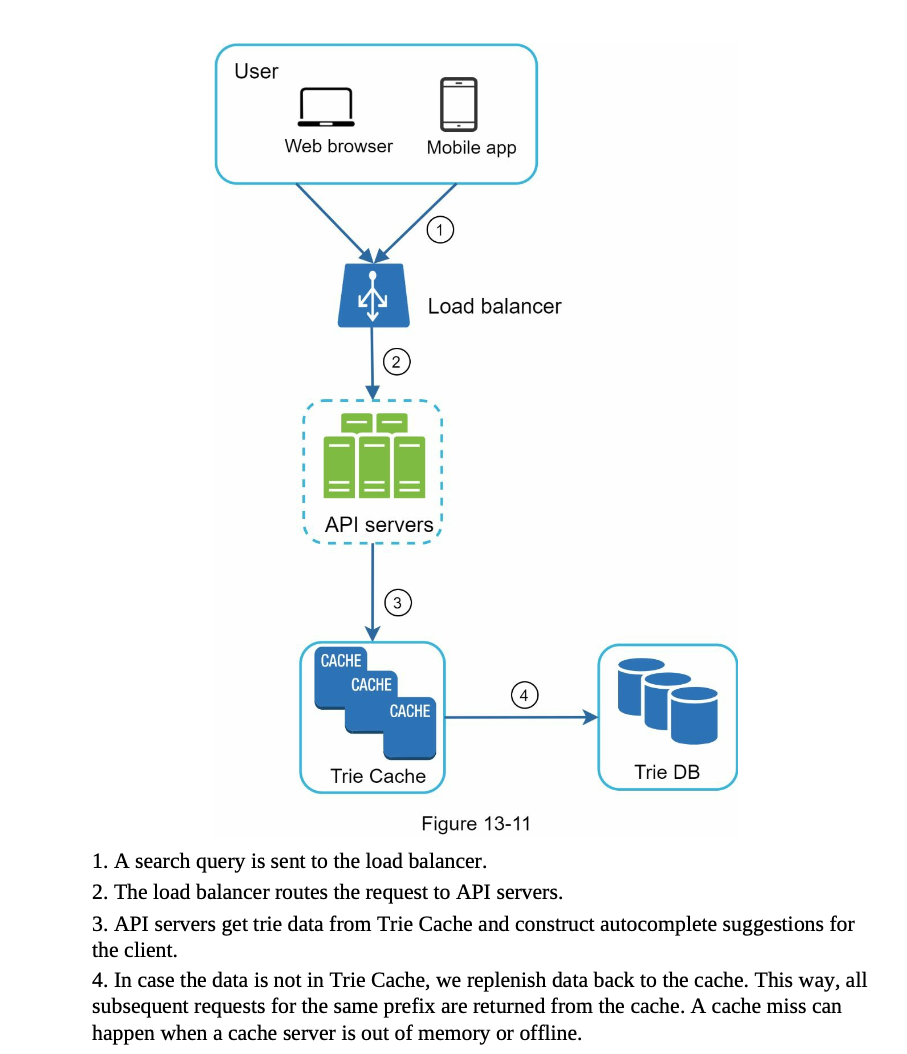 User
Web browser
Mobile app
1
Load balancer
2
API servers
3
CACHE
CACHE
CACHE
4
Trie Cache
Trie DB
Figure 13-11
1. A search query is sent to the load balancer.
2. The load balancer routes the request to API servers.
3. API servers get trie data from Trie Cache and construct autocomplete suggestions for
the client.
4. In case the data is not in Trie Cache, we replenish data back to the cache. This way, all
subsequent requests for the same prefix are returned from the cache. A cache miss can
happen when a cache server is out of memory or offline.